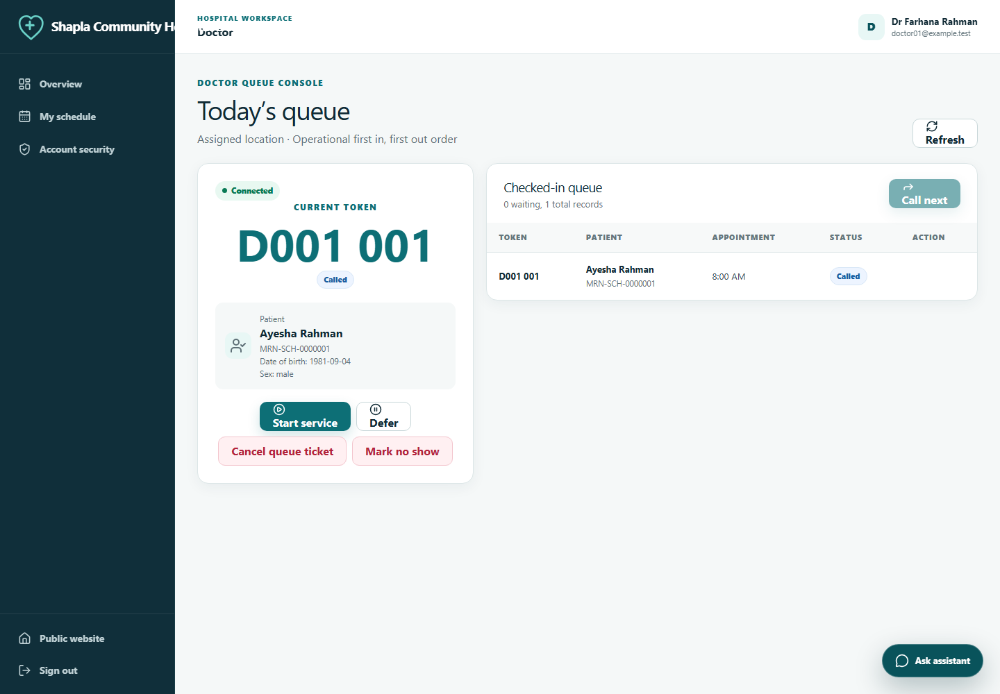 Shapla Community H
HOSPITAL WORKSPACE
Doctor
D
Dr Farhana Rahman
doctor01@example.test
Overview
My schedule
Account security
Public website
Sign out
DOCTOR QUEUE CONSOLE
Today’s queue
Assigned location · Operational first in, first out order
Refresh
Connected
CURRENT TOKEN
D001 001
Called
Patient
Ayesha Rahman
MRN-SCH-0000001
Date of birth: 1981-09-04
Sex: male
Start service
Defer
Cancel queue ticket
Mark no show
Checked-in queue
0 waiting, 1 total records
Call next
TOKEN PATIENT APPOINTMENT STATUS ACTION
D001 001 Ayesha Rahman 8:00 AM Called
MRN-SCH-0000001
Ask assistant